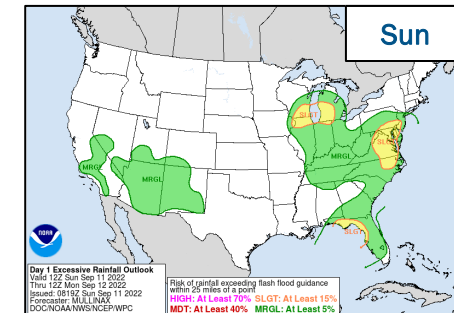 Sun
SLGT
MRGL
MRGL
MRGL
SLGT
NOAA
Day 1 Excessive Rainfall Outlook
Valid 12Z Sun Sep 11 2022
Thru 12Z Mon Sep 12 2022
Issued: 0819Z Sun Sep 11 2022
Forecaster: MULLINAX
DOC/NOAA/NWS/NCEP/WPC
Risk of rainfall exceeding flash flood guidance
within 25 miles of a point
HIGH: At Least 70% SLGT: At Least 15%
MDT: At Least 40% MRGL: At Least 5%